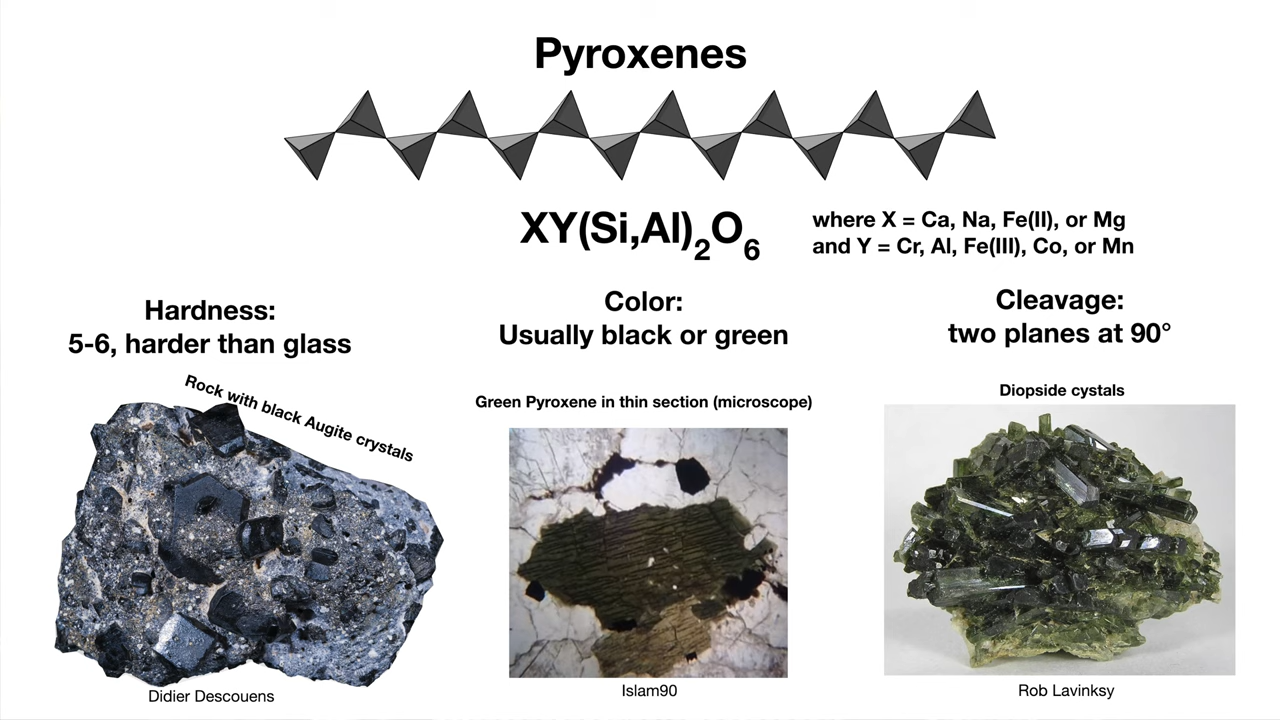 Pyroxenes
XY(Si,Al)2O6
where X = Ca, Na, Fe(II), or Mg
and Y = Cr, Al, Fe(III), Co, or Mn
Hardness:
5-6, harder than glass
Color:
Usually black or green
Cleavage:
two planes at 90°
Rock with black Augite crystals
Green Pyroxene in thin section (microscope)
Diopside cystals
Didier Descouens
Islam90
Rob Lavinksy